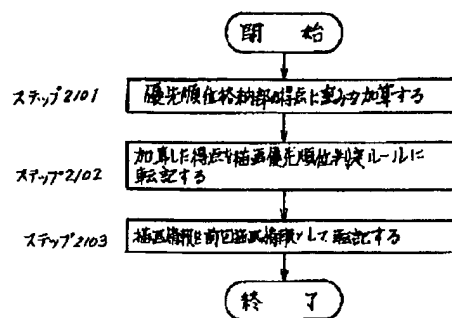 開 始
ステップ2101
優先順位格納部の得点に重みを加算する
ステップ2102
加算した得点を描画優先順位判定ルールに
転記する
ステップ2103
描画情報を前回描画情報として転記する
終 了